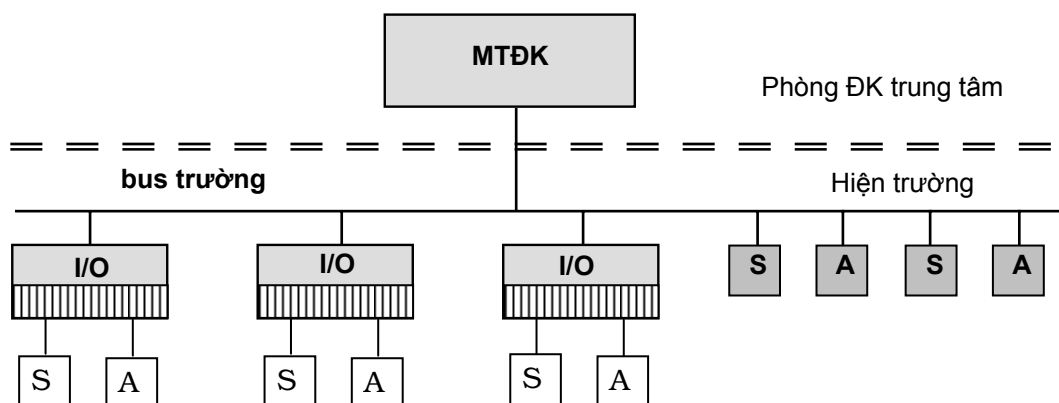 MTĐK
Phòng ĐK trung tâm
bus trường
Hiện trường
I/O
I/O
I/O
S
A
S
A
S
A
S
A
S
A